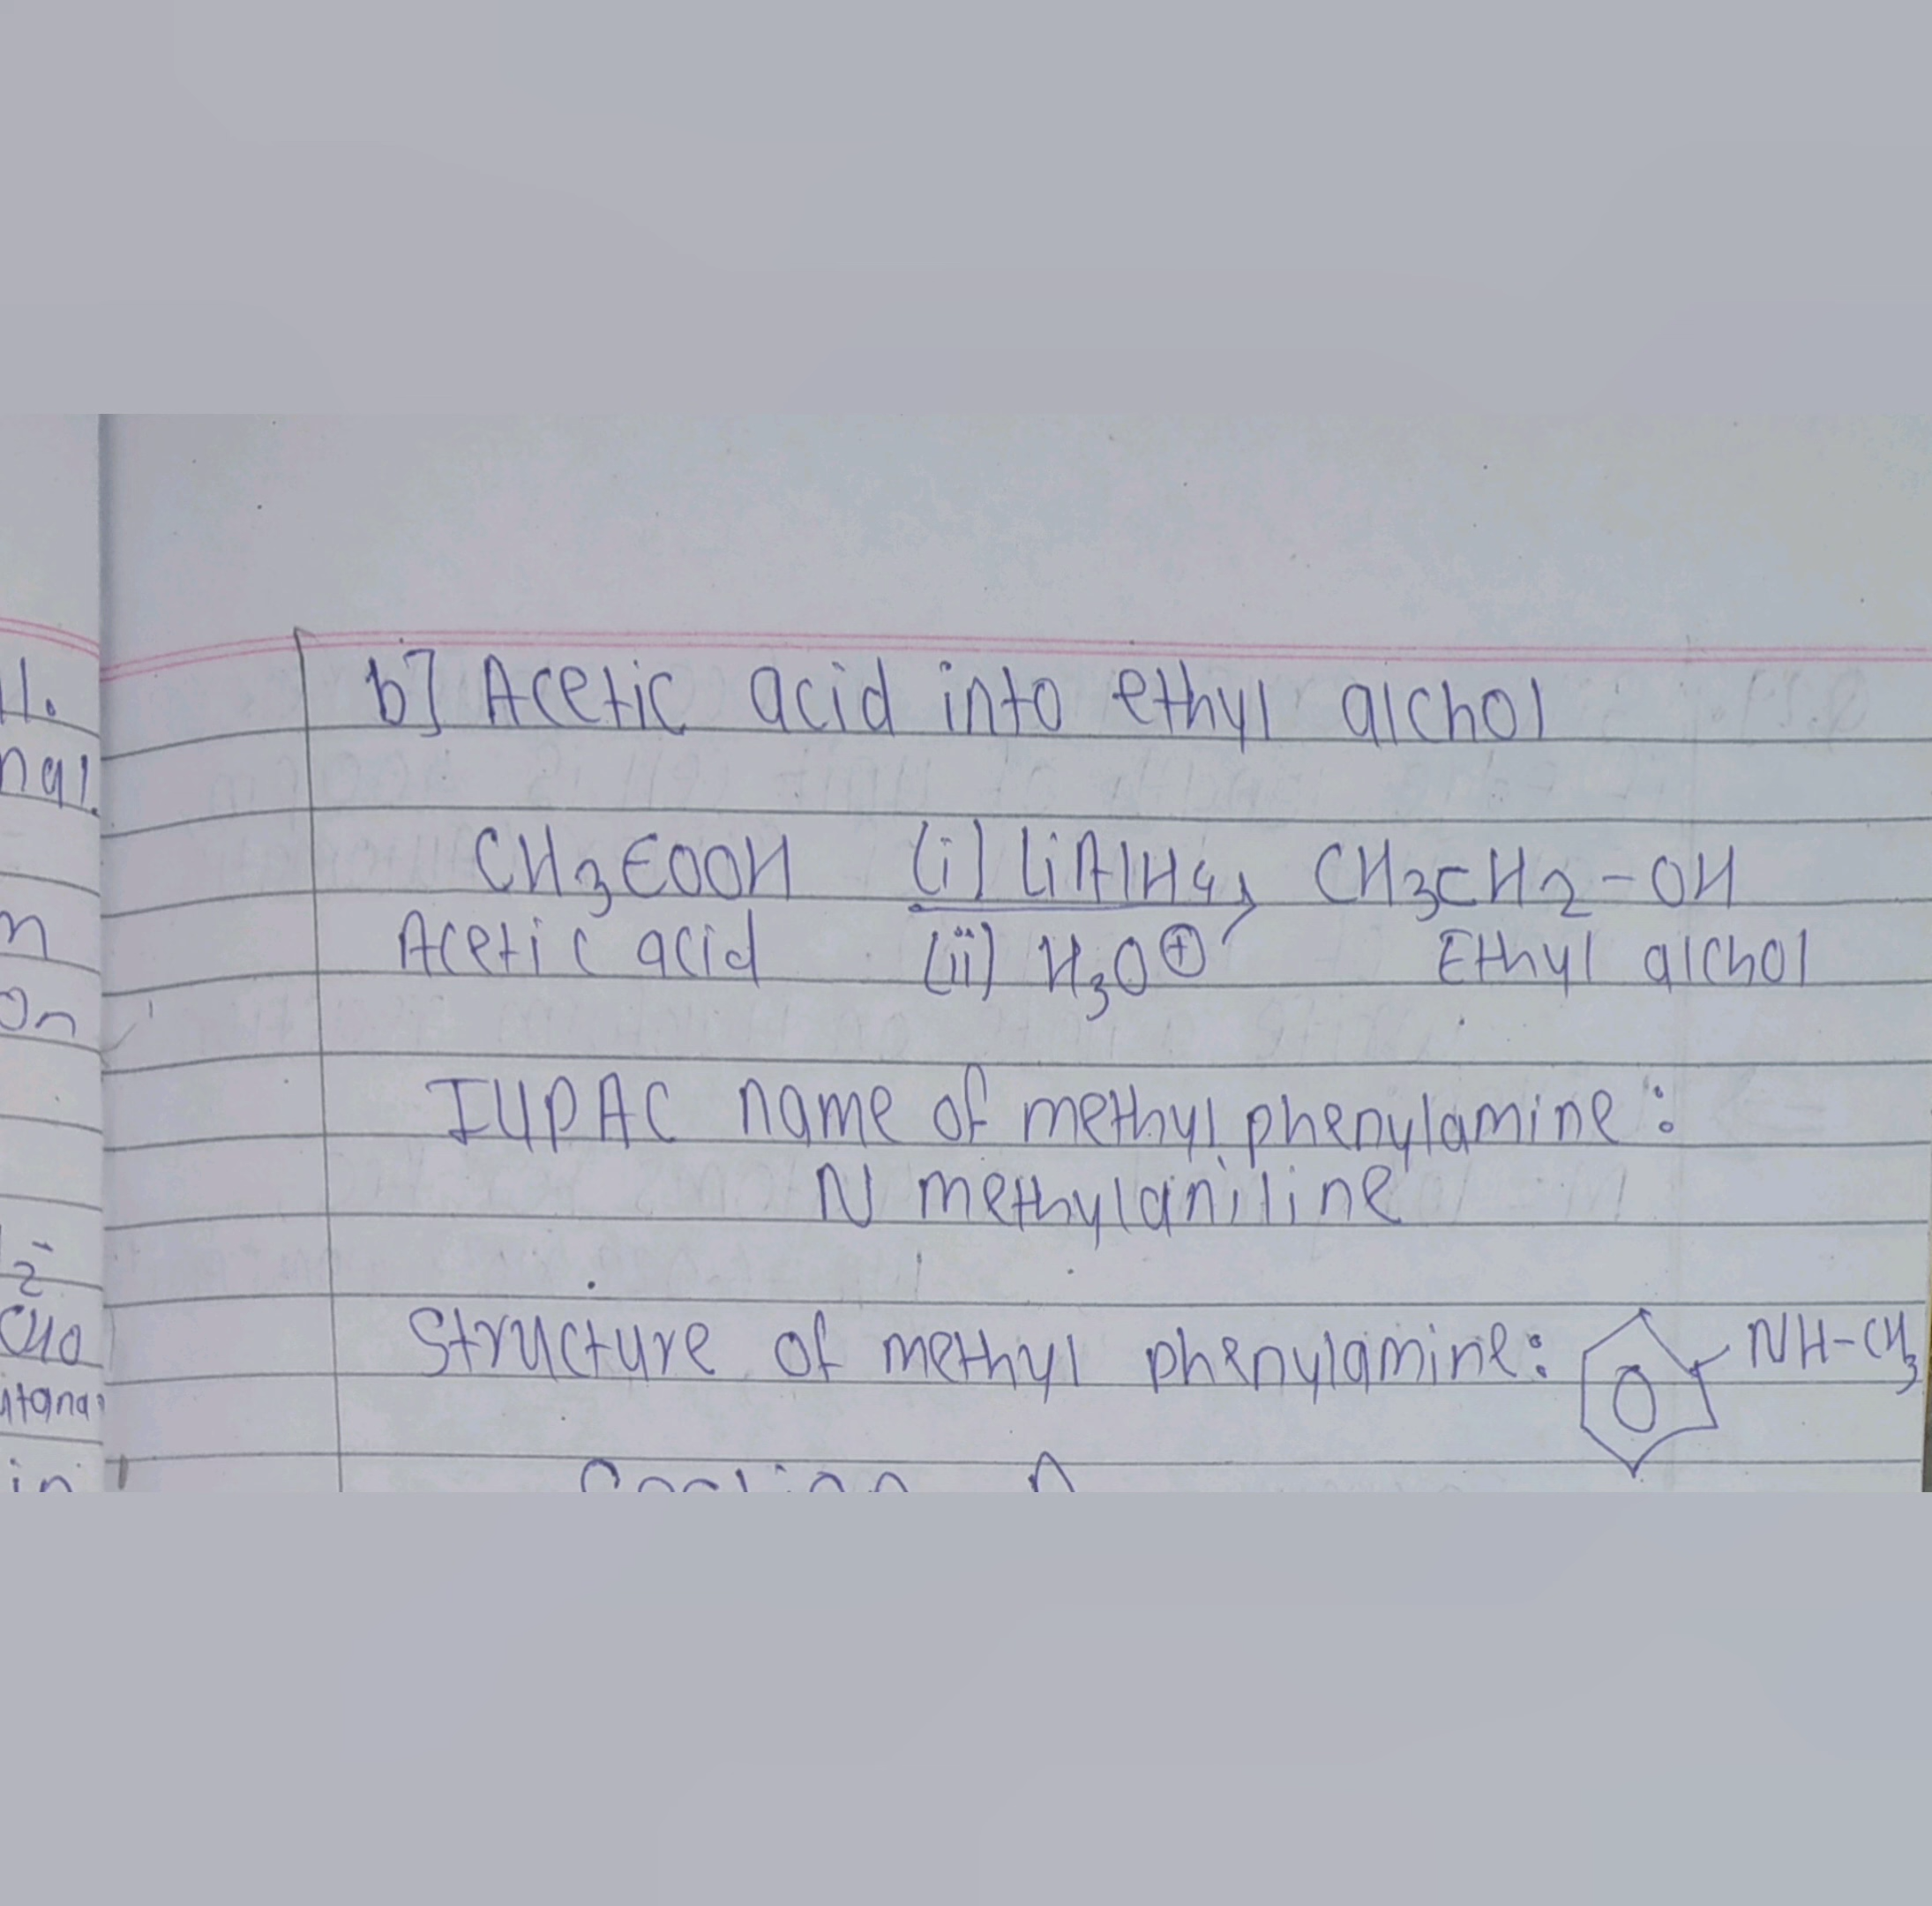 b] Acetic acid into ethyl alchol
CH3COOH (i) LiAlH4 CH3CH2-OH
Acetic acid (ii) H3O⊕ Ethyl alchol
IUPAC name of methyl phenylamine:
N methylaniline
Structure of methyl phenylamine: NH-CH3